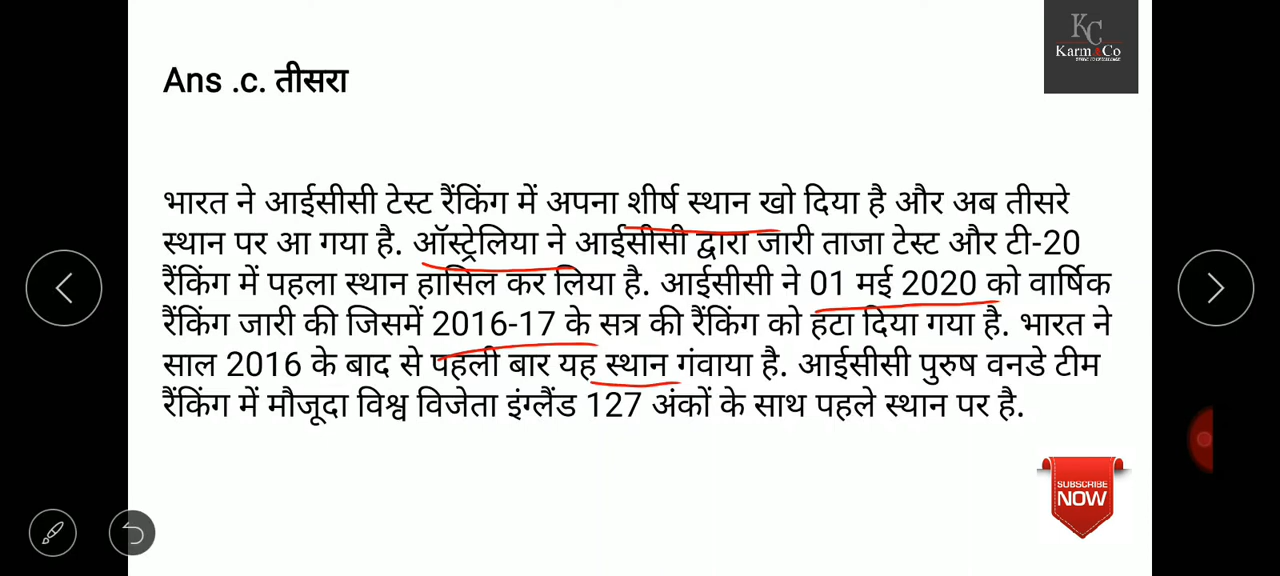 KC
Karm&Co
Ans .c. तीसरा
भारत ने आईसीसी टेस्ट रैंकिंग में अपना शीर्ष स्थान खो दिया है और अब तीसरे
स्थान पर आ गया है. ऑस्ट्रेलिया ने आईसीसी द्वारा जारी ताजा टेस्ट और टी-20
रैंकिंग में पहला स्थान हासिल कर लिया है. आईसीसी ने 01 मई 2020 को वार्षिक
रैंकिंग जारी की जिसमें 2016-17 के सत्र की रैंकिंग को हटा दिया गया है. भारत ने
साल 2016 के बाद से पहली बार यह स्थान गंवाया है. आईसीसी पुरुष वनडे टीम
रैंकिंग में मौजूदा विश्व विजेता इंग्लैंड 127 अंकों के साथ पहले स्थान पर है.
SUBSCRIBE
NOW